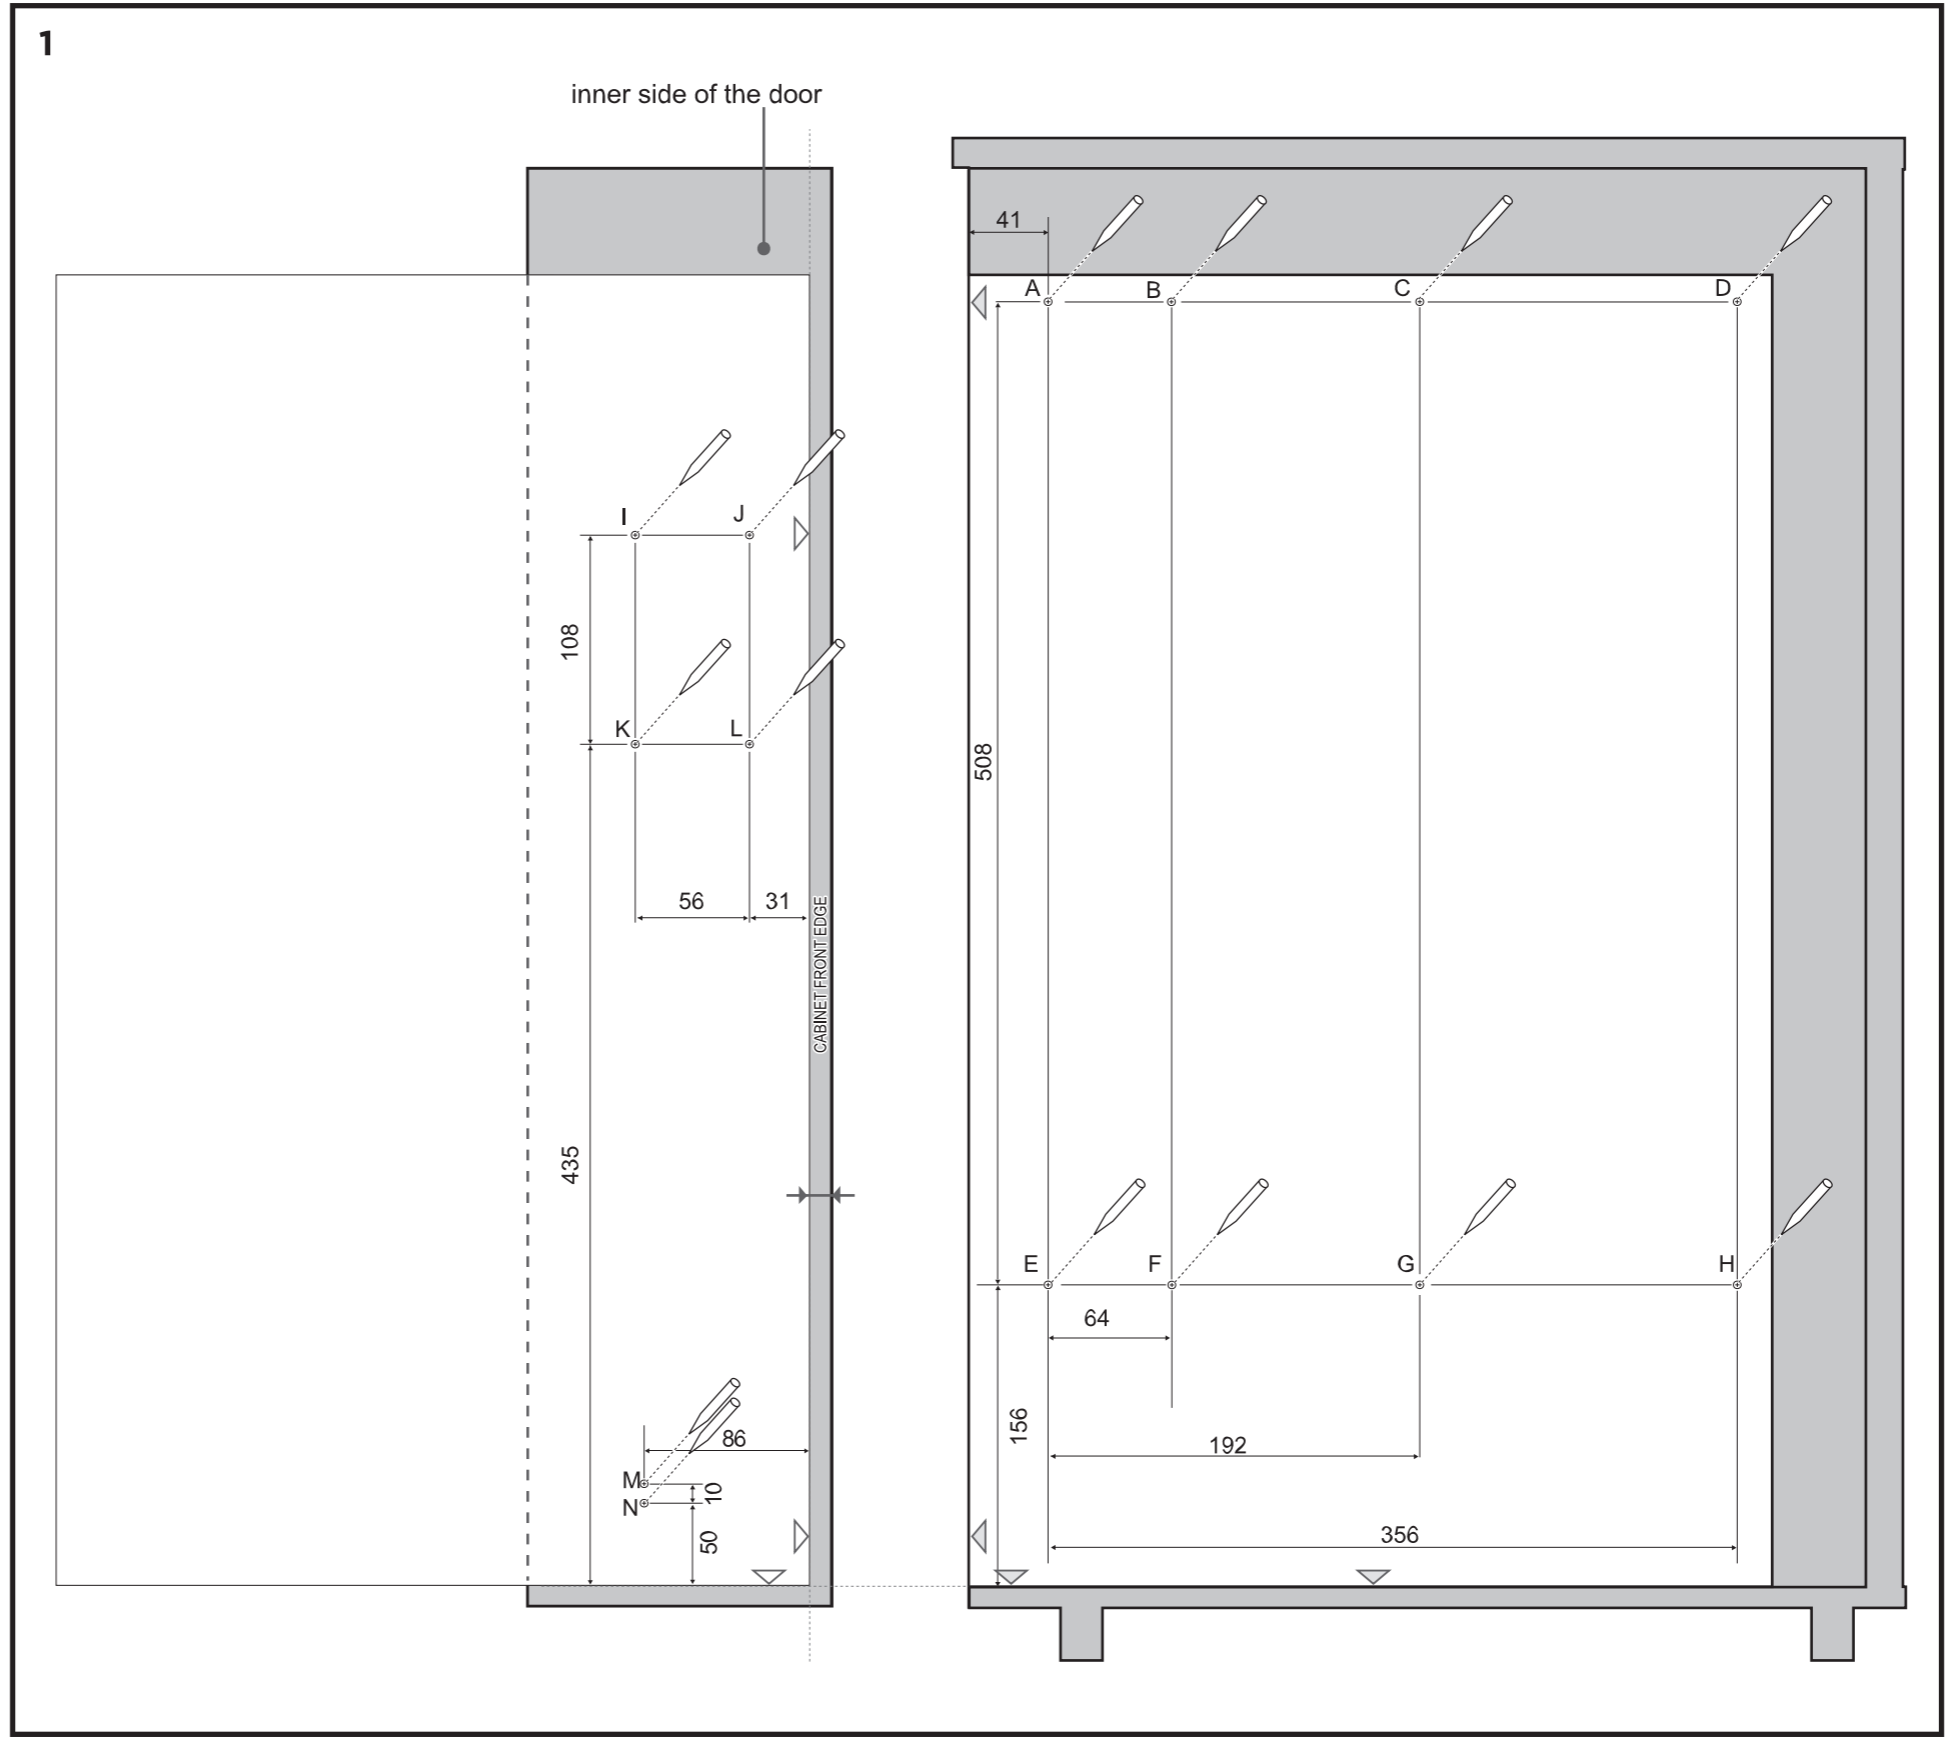 1
inner side of the door
41
A
B
C
D
I
J
108
K
L
508
56
31
CABINET FRONT EDGE
435
E
F
G
H
64
156
86
192
M
10
N
50
356